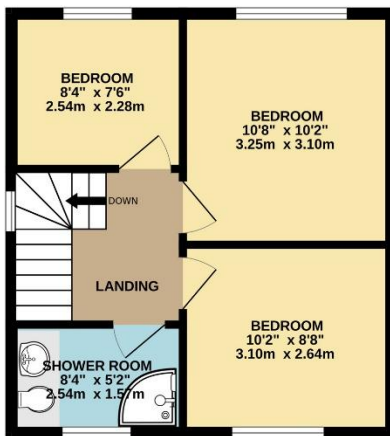 BEDROOM
8'4" x 7'6"
2.54m x 2.28m
BEDROOM
10'8" x 10'2"
3.25m x 3.10m
DOWN
LANDING
BEDROOM
10'2" x 8'8"
3.10m x 2.64m
SHOWER ROOM
8'4" x 5'2"
2.54m x 1.57m